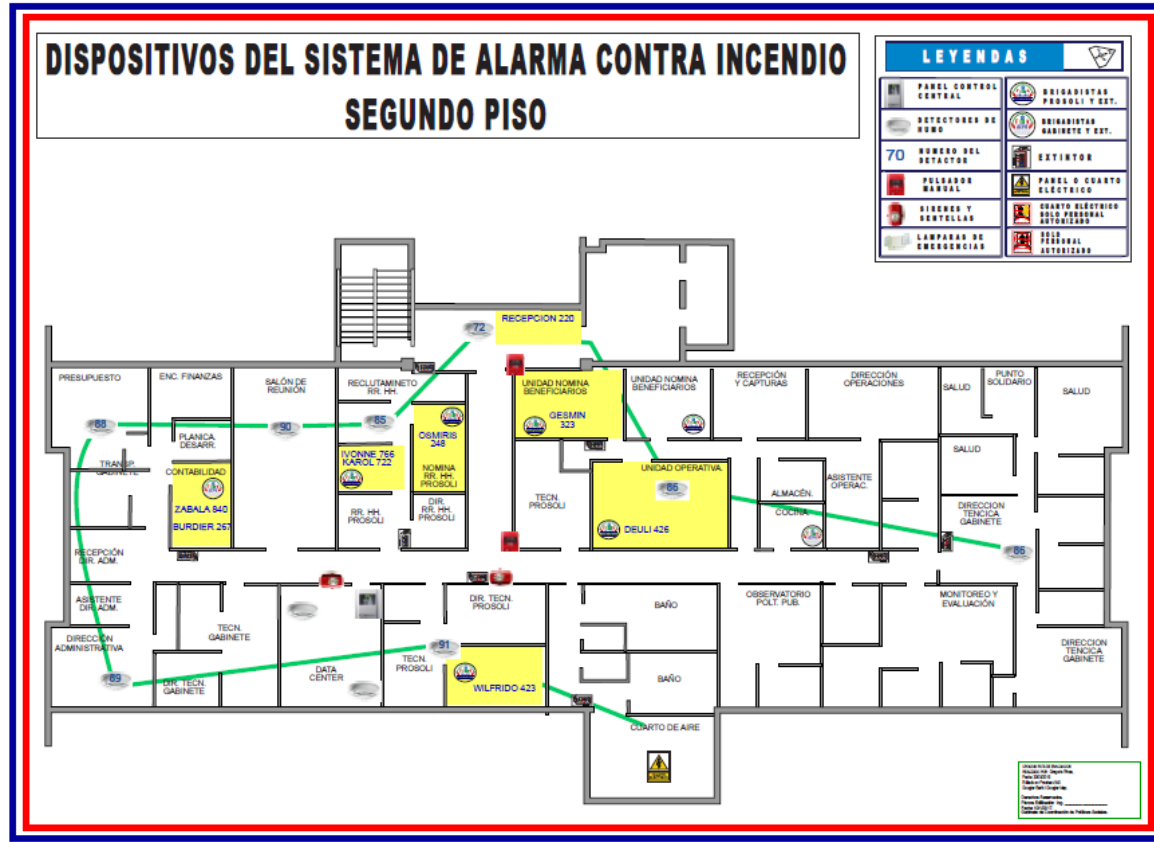 DISPOSITIVOS DEL SISTEMA DE ALARMA CONTRA INCENDIO
SEGUNDO PISO
LEYENDAS
PANEL CONTROL
CENTRAL
BRIGADISTAS
PROSOLI Y EXT.
DETECTORES DE
HUMO
BRIGADISTAS
GABINETE Y EXT.
70
NUMERO DEL
DETACTOR
EXTINTOR
PULSADOR
MANUAL
PANEL O CUARTO
ELÉCTRICO
SIRENES Y
SENTELLAS
CUARTO ELÉCTRICO
SOLO PERSONAL
AUTORIZADO
LAMPARAS DE
EMERGENCIAS
SOLO
PERSONAL
AUTORIZADO
72
RECEPCION 220
PRESUPUESTO
ENC. FINANZAS
SALÓN DE
REUNIÓN
RECLUTAMINETO
RR. HH.
UNIDAD NOMINA
BENEFICIARIOS
UNIDAD NOMINA
BENEFICIARIOS
RECEPCIÓN
Y CAPTURAS
DIRECCIÓN
OPERACIONES
SALUD
PUNTO
SOLIDARIO
SALUD
88
90
85
OSMIRIS
248
GESMIN
323
PLANICA.
DESARR.
IVONNE 766
KAROL 722
NOMINA
RR. HH.
PROSOLI
SALUD
TRANSP.
GABINETE
CONTABILIDAD
UNIDAD OPERATIVA.
86
ASISTENTE
OPERAC.
ALMACÉN.
ZABALA 840
BURDIER 267
RR. HH.
PROSOLI
DIR.
RR. HH.
PROSOLI
TECN.
PROSOLI
DEULI 426
COCINA
DIRECCION
TENCICA
GABINETE
86
RECEPCIÓN
DIR. ADM.
ASISTENTE
DIR. ADM.
DIR. TECN.
PROSOLI
BAÑO
OBSERVATORIO
POLT. PUB.
MONITOREO Y
EVALUACIÓN
TECN.
GABINETE
DIRECCIÓN
ADMINISTRATIVA
91
DIRECCION
TENCICA
GABINETE
89
DIR. TECN.
GABINETE
DATA
CENTER
TECN.
PROSOLI
WILFRIDO 423
BAÑO
CUARTO DE AIRE